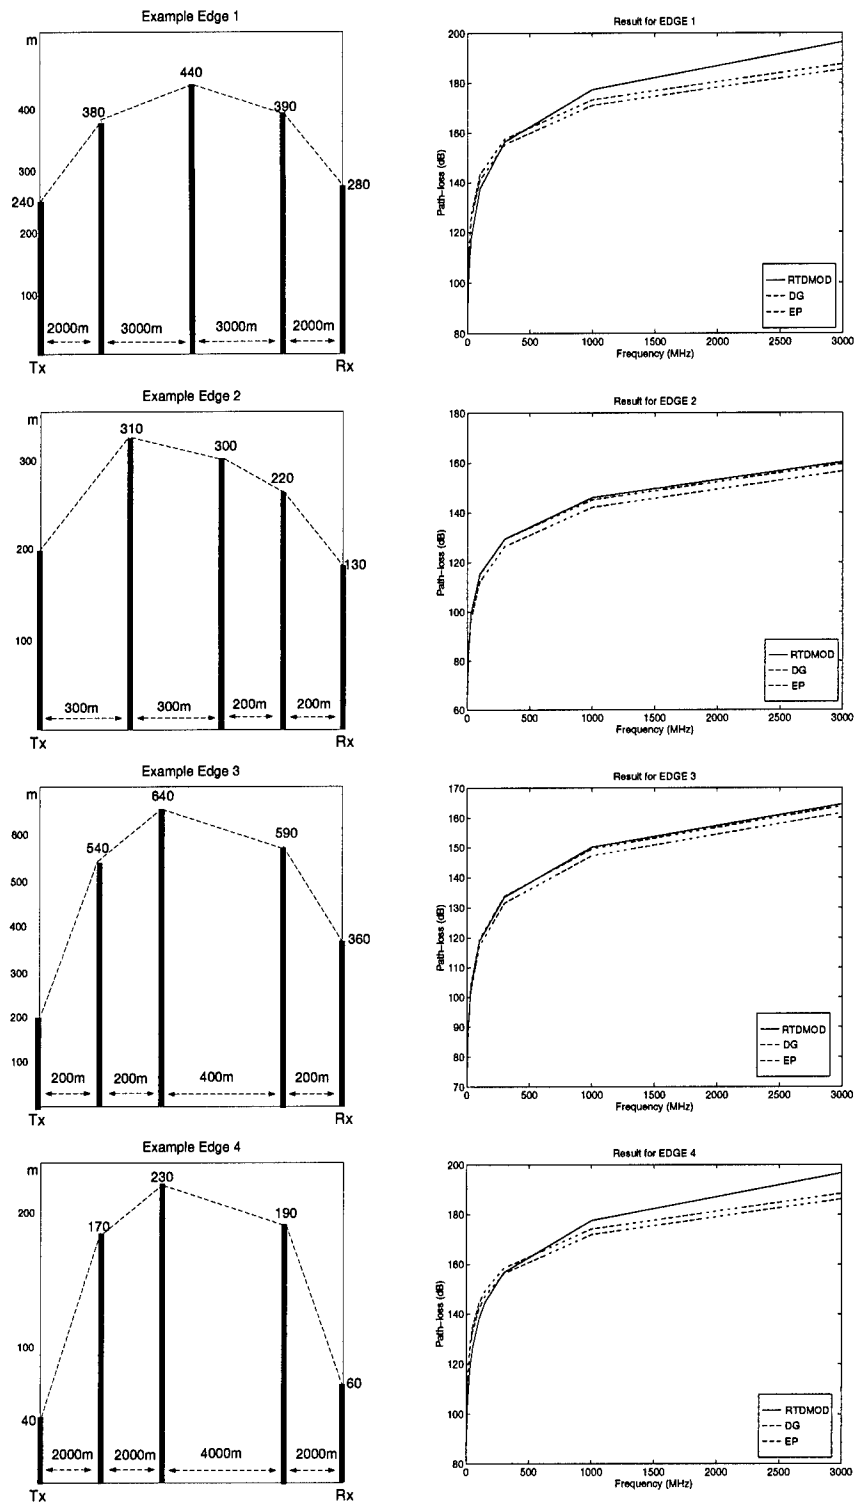 Example Edge 1
m
440
400
380
390
300
280
240
200
100
2000m
3000m
3000m
2000m
Tx
Rx
Result for EDGE 1
200
180
160
140
120
100
80
Path-loss (dB)
RTDMOD
DG
EP
0
500
1000
1500
2000
2500
3000
Frequency (MHz)
Example Edge 2
m
310
300
300
220
200
130
100
300m
300m
200m
200m
Tx
Rx
Result for EDGE 2
180
160
140
120
100
80
60
Path-loss (dB)
RTDMOD
DG
EP
0
500
1000
1500
2000
2500
3000
Frequency (MHz)
Example Edge 3
m
640
600
590
540
500
400
360
300
200
100
200m
200m
400m
200m
Tx
Rx
Result for EDGE 3
170
160
150
140
130
120
110
100
90
80
70
Path-loss (dB)
RTDMOD
DG
EP
0
500
1000
1500
2000
2500
3000
Frequency (MHz)
Example Edge 4
m
230
200
190
170
100
60
40
2000m
2000m
4000m
2000m
Tx
Rx
Result for EDGE 4
200
180
160
140
120
100
80
Path-loss (dB)
RTDMOD
DG
EP
0
500
1000
1500
2000
2500
3000
Frequency (MHz)